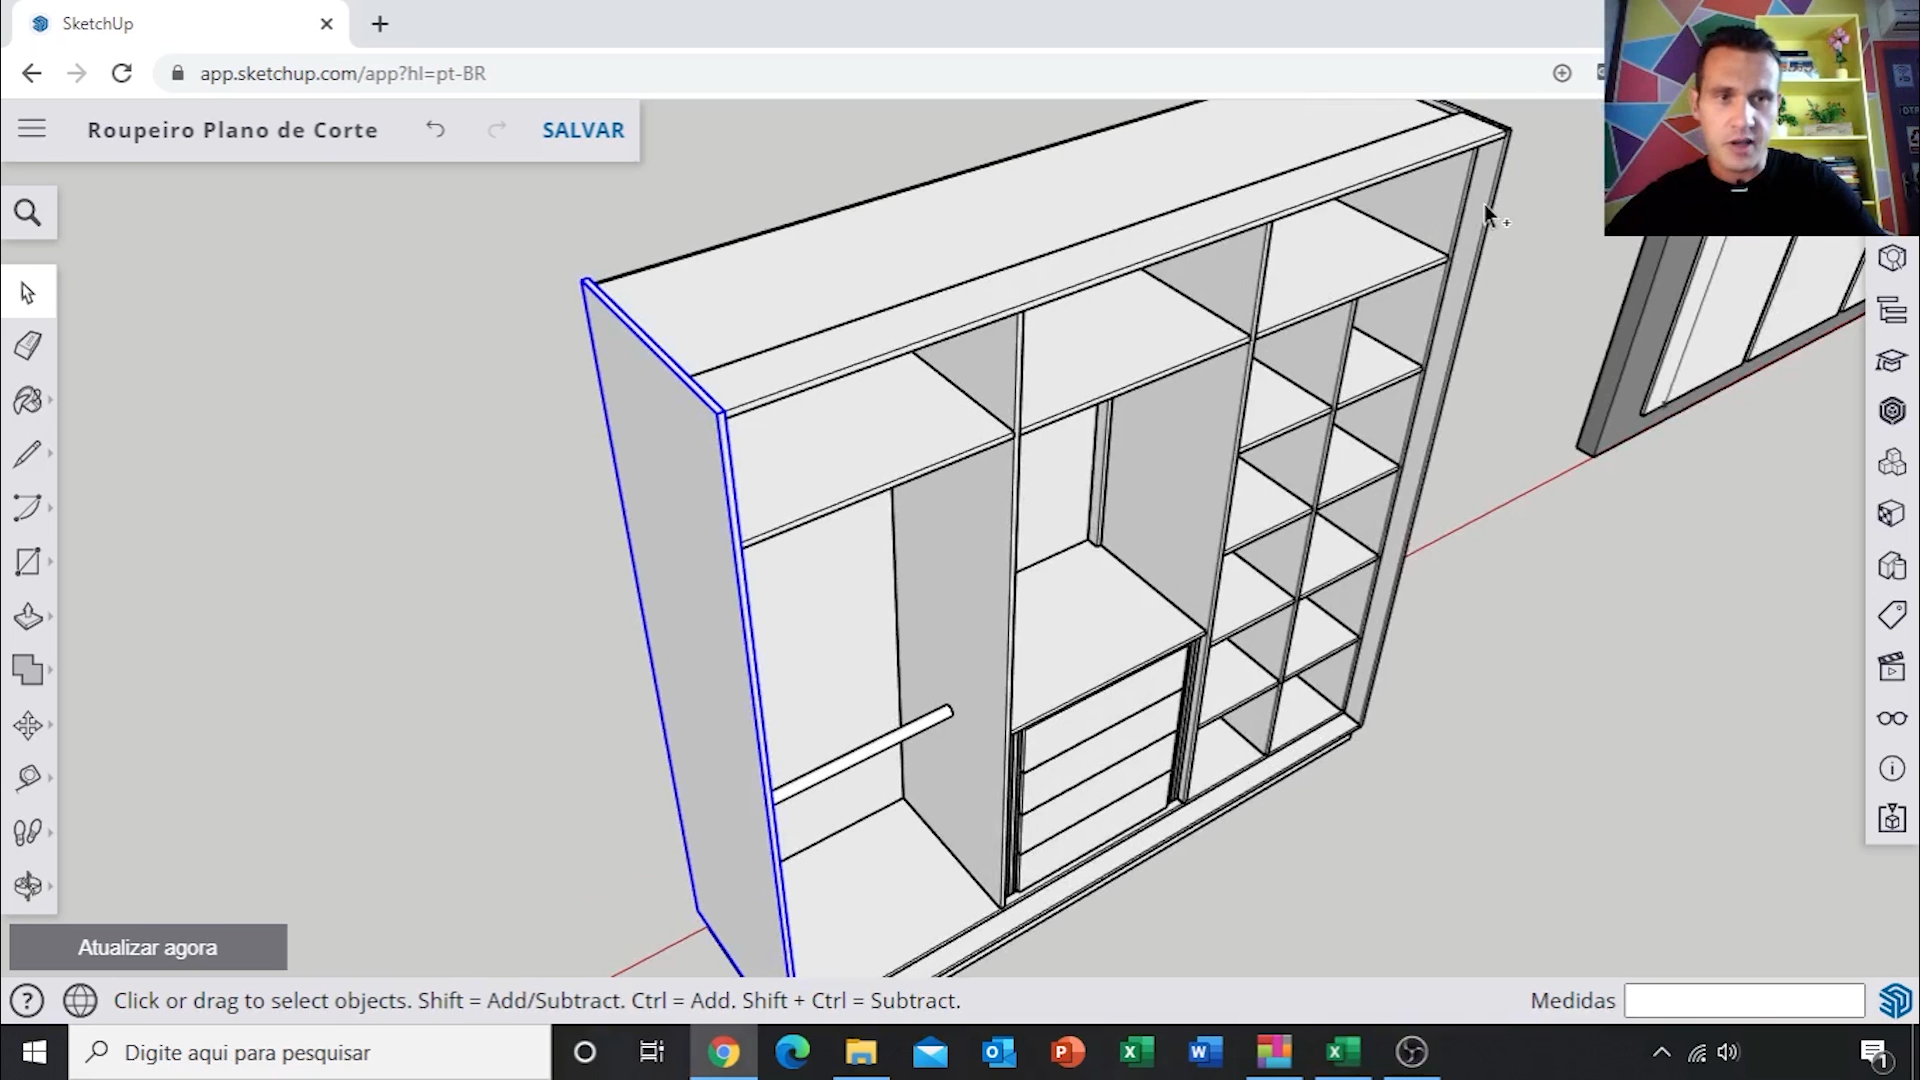 SketchUp
app.sketchup.com/app?hl=pt-BR
Roupeiro Plano de Corte
SALVAR
Atualizar agora
Click or drag to select objects. Shift = Add/Subtract. Ctrl = Add. Shift + Ctrl = Subtract.
Medidas
Digite aqui para pesquisar
1